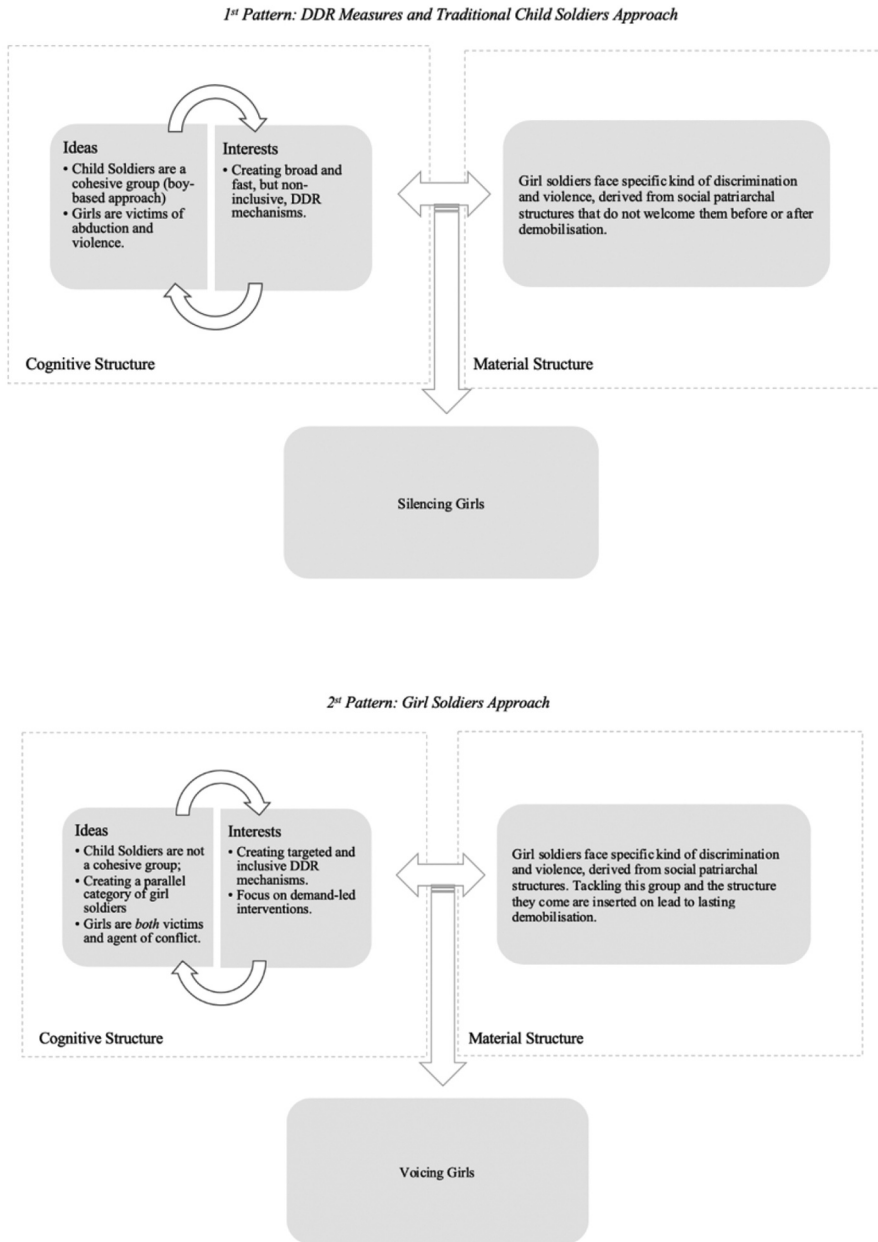 1st Pattern: DDR Measures and Traditional Child Soldiers Approach
Ideas
• Child Soldiers are a
cohesive group (boy-
based approach)
• Girls are victims of
abduction and
violence.
Interests
• Creating broad and
fast, but non-
inclusive, DDR
mechanisms.
Girl soldiers face specific kind of discrimination
and violence, derived from social patriarchal
structures that do not welcome them before or after
demobilisation.
Cognitive Structure
Material Structure
Silencing Girls
2st Pattern: Girl Soldiers Approach
Ideas
• Child Soldiers are not
a cohesive group;
• Creating a parallel
category of girl
soldiers
• Girls are both victims
and agent of conflict.
Interests
• Creating targeted and
inclusive DDR
mechanisms.
• Focus on demand-led
interventions.
Girl soldiers face specific kind of discrimination
and violence, derived from social patriarchal
structures. Tackling this group and the structure
they come are inserted on lead to lasting
demobilisation.
Cognitive Structure
Material Structure
Voicing Girls